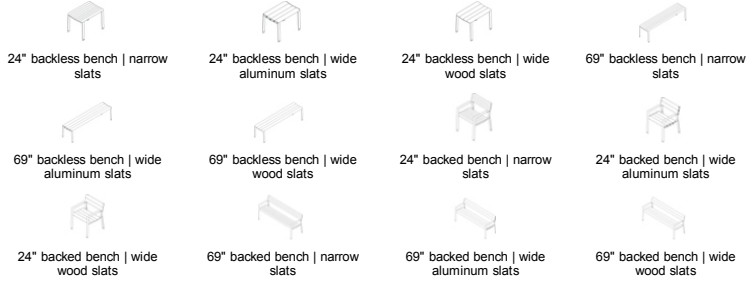 24" backless bench | narrow
slats
24" backless bench | wide
aluminum slats
24" backless bench | wide
wood slats
69" backless bench | narrow
slats
69" backless bench | wide
aluminum slats
69" backless bench | wide
wood slats
24" backed bench | narrow
slats
24" backed bench | wide
aluminum slats
24" backed bench | wide
wood slats
69" backed bench | narrow
slats
69" backed bench | wide
aluminum slats
69" backed bench | wide
wood slats